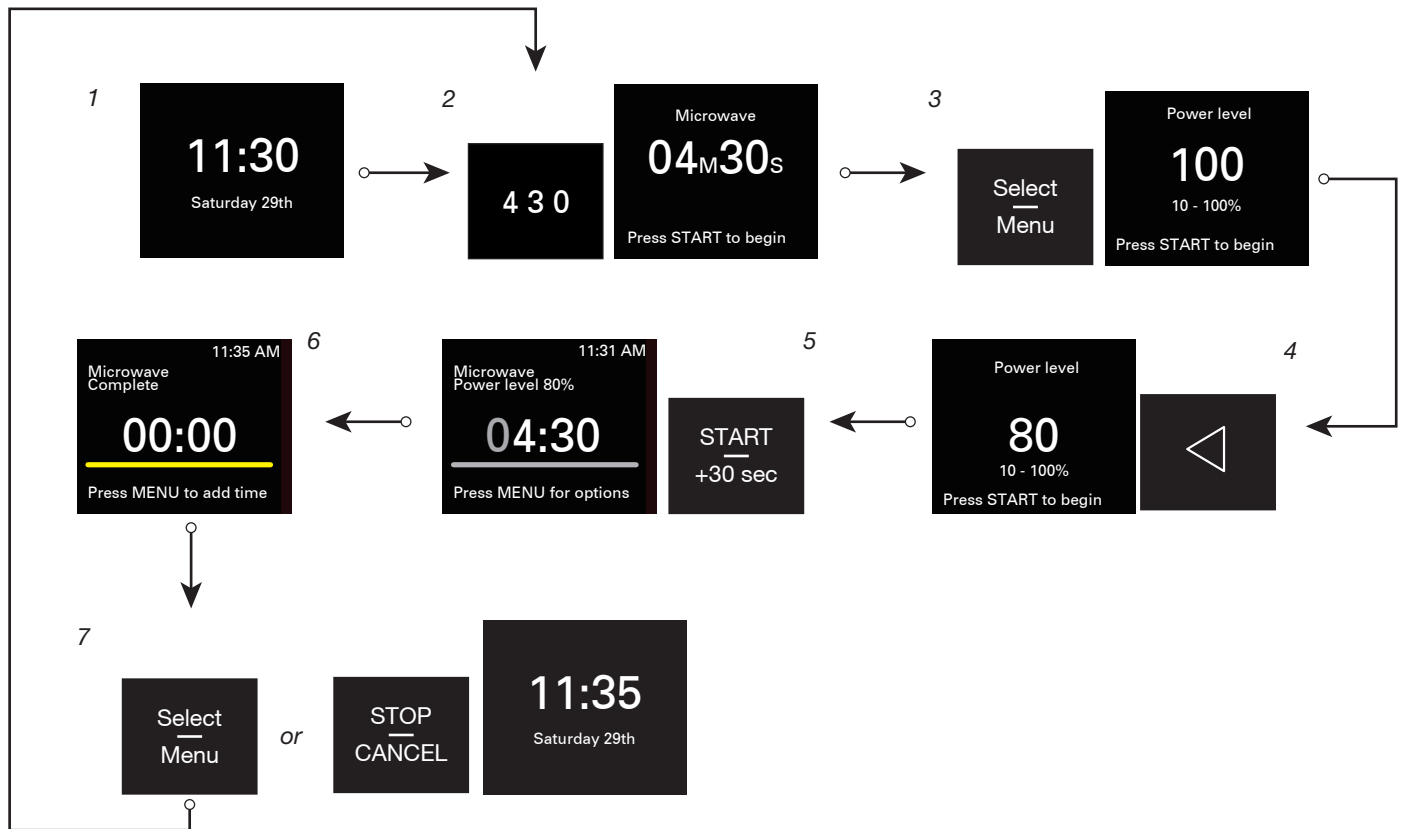 1
11:30
Saturday 29th
2
4 3 0
Microwave
04M30S
Press START to begin
3
Select
Menu
Power level
100
10 - 100%
Press START to begin
4
Power level
80
10 - 100%
Press START to begin
5
11:31 AM
Microwave
Power level 80%
04:30
Press MENU for options
START
+30 sec
6
11:35 AM
Microwave
Complete
00:00
Press MENU to add time
7
Select
Menu
or
STOP
CANCEL
11:35
Saturday 29th